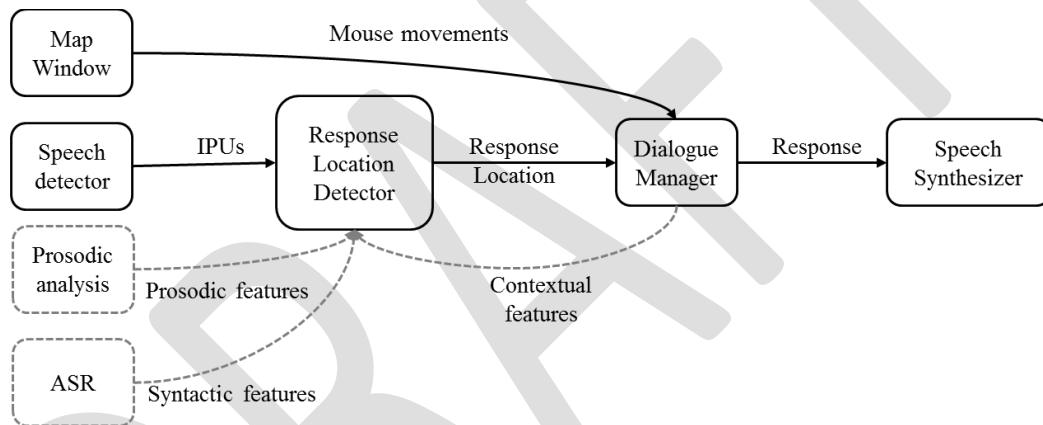 Map
Window
Mouse movements
Speech
detector
IPUs
Response
Location
Detector
Response
Location
Dialogue
Manager
Response
Speech
Synthesizer
Prosodic
analysis
Prosodic features
Contextual
features
ASR
Syntactic features
DRAFT